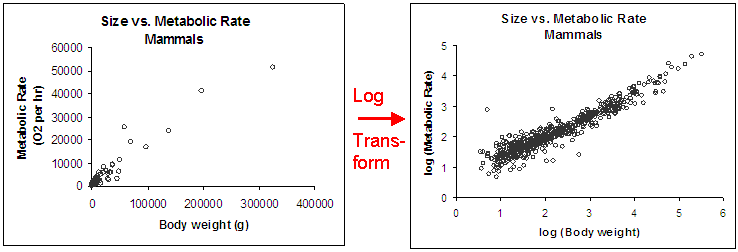 Size vs. Metabolic Rate
Mammals
Metabolic Rate
(O2 per hr)
60000
50000
40000
30000
20000
10000
0
0
100000
200000
300000
400000
Body weight (g)
Log
Trans-
form
Size vs. Metabolic Rate
Mammals
log (Metabolic Rate)
5
4
3
2
1
0
0
1
2
3
4
5
6
log (Body weight)